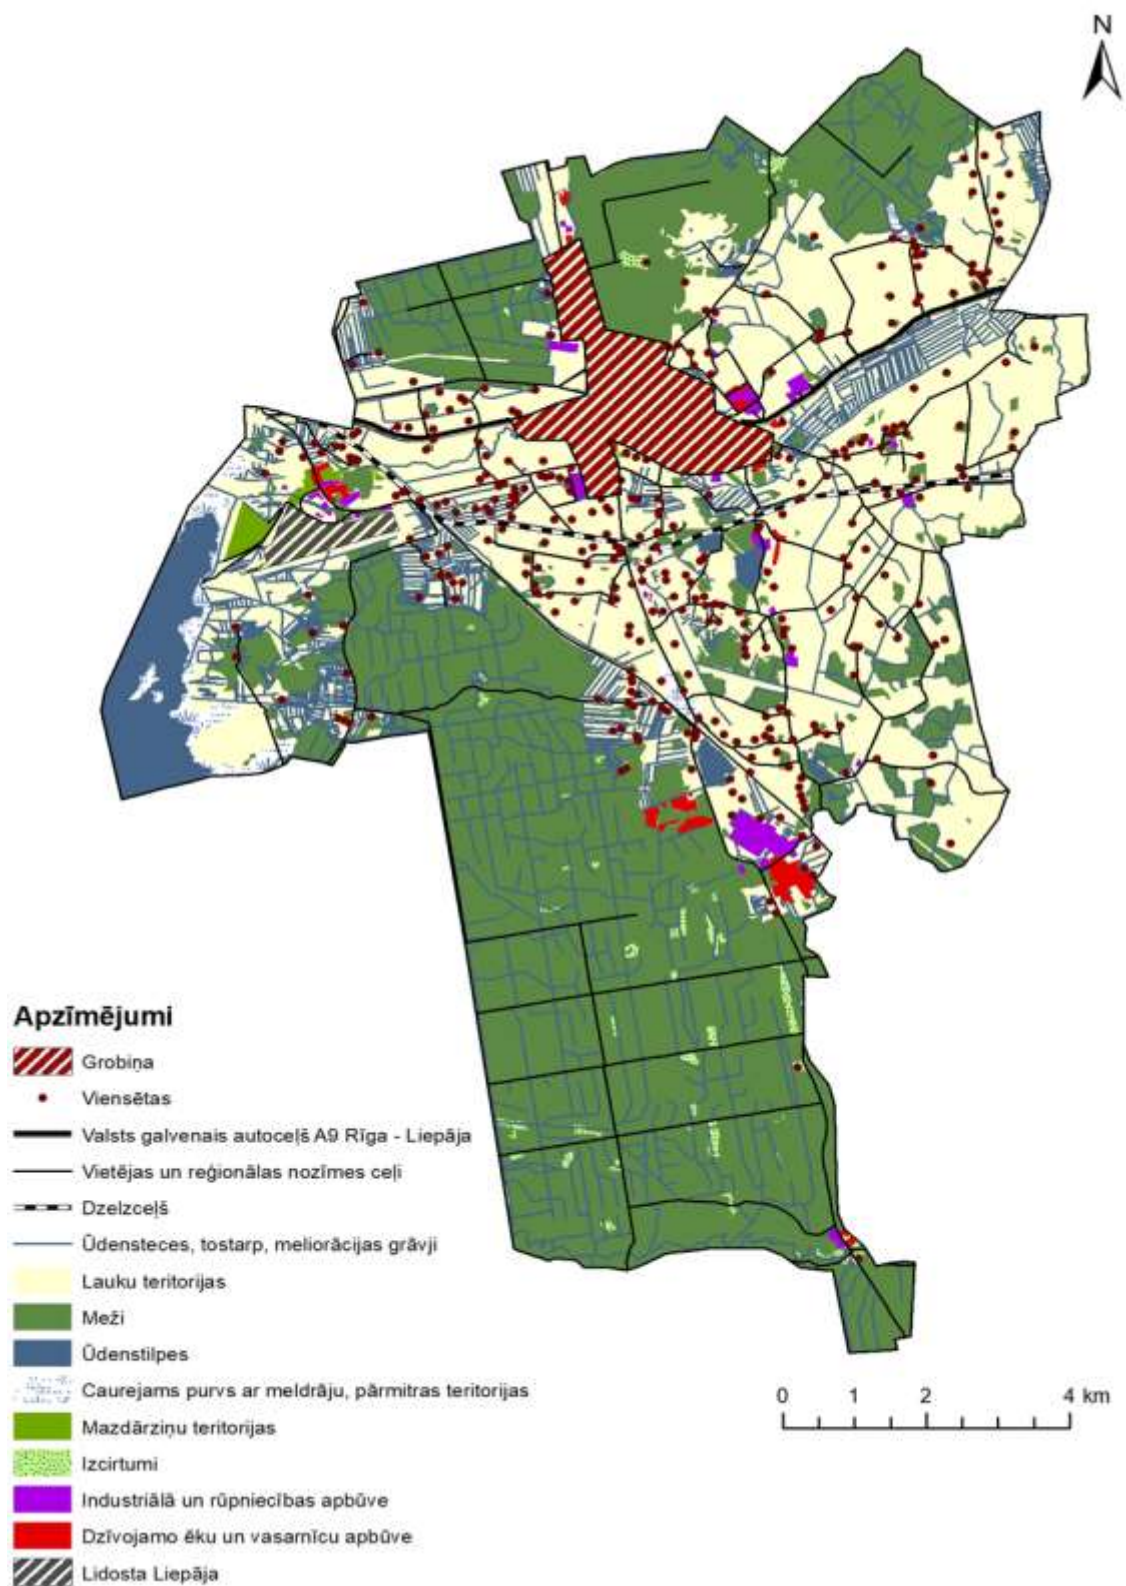 N
Apzīmējumi
Grobiņa
Viensētas
Valsts galvenais autoceļš A9 Rīga - Liepāja
Vietējas un reģionālas nozīmes ceļi
Dzelzceļš
Ūdensteces, tostarp, meliorācijas grāvji
Lauku teritorijas
Meži
Ūdenstilpes
Caurejams purvs ar meldrāju, pārmitras teritorijas
Mazdārziņu teritorijas
Izcirtumi
Industriālā un rūpniecības apbūve
Dzīvojamo ēku un vasarnīcu apbūve
Lidosta Liepāja
0 1 2 4 km